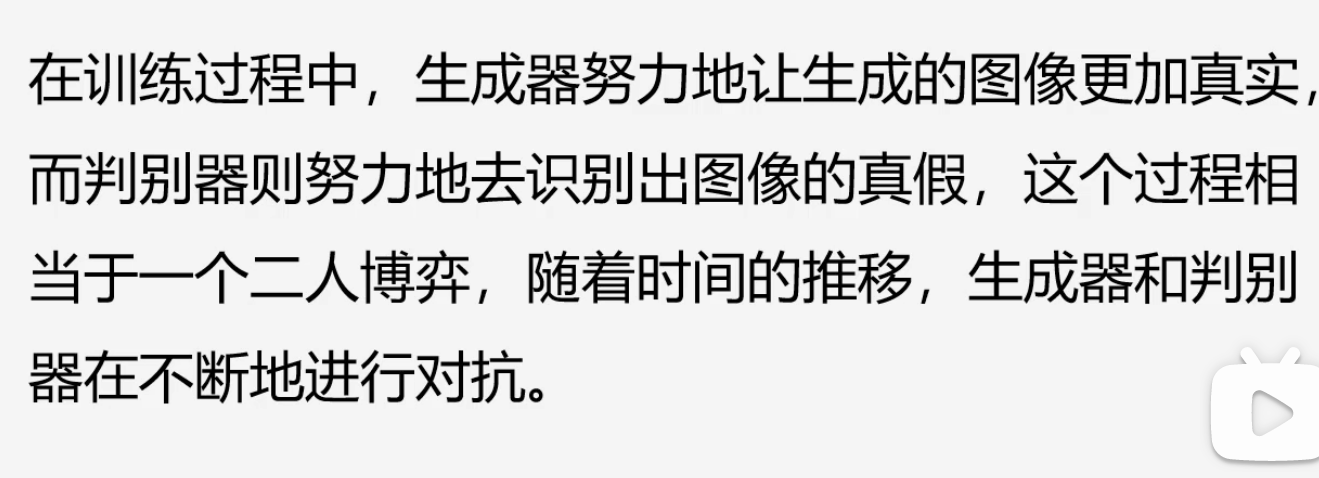 在训练过程中，生成器努力地让生成的图像更加真实，
而判别器则努力地去识别出图像的真假，这个过程相
当于一个二人博弈，随着时间的推移，生成器和判别
器在不断地进行对抗。